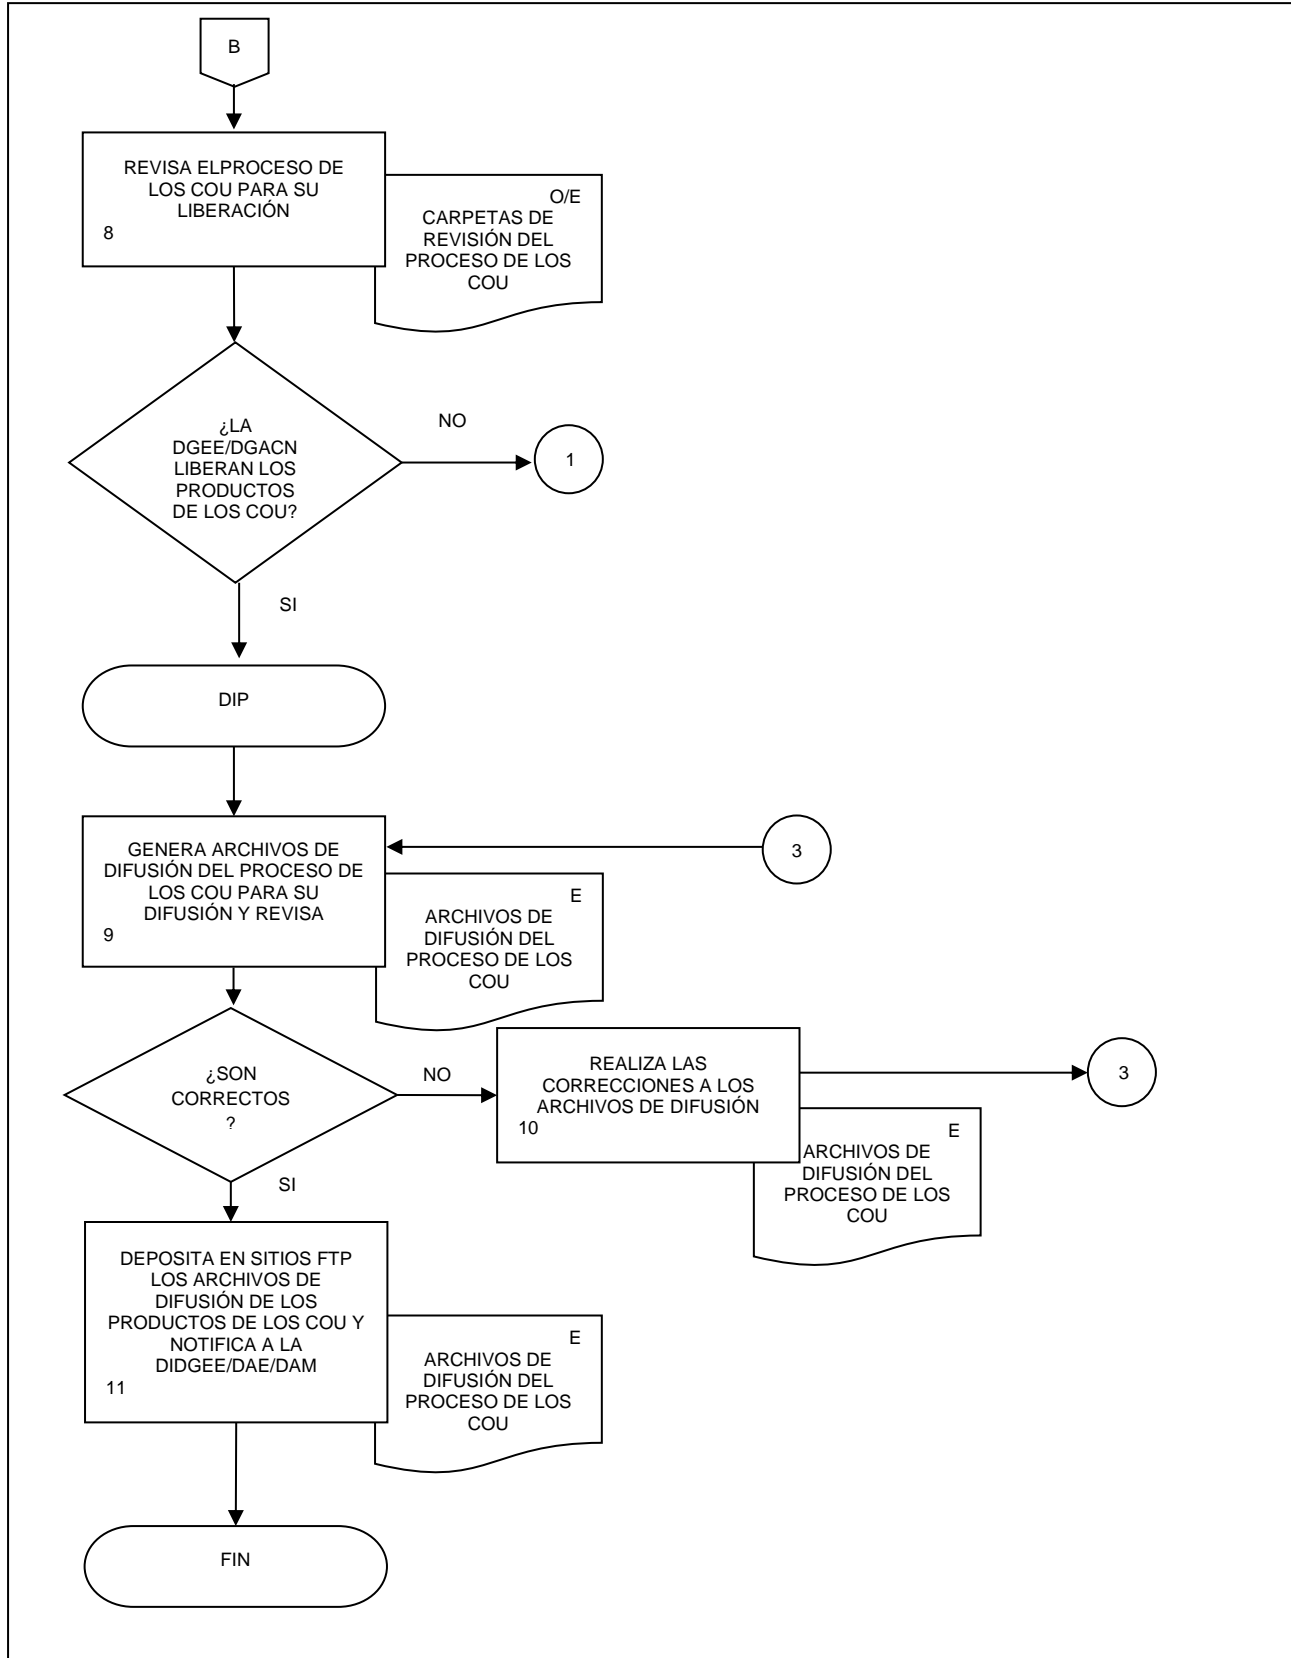 B
REVISA ELPROCESO DE
LOS COU PARA SU
LIBERACIÓN
8
O/E
CARPETAS DE
REVISIÓN DEL
PROCESO DE LOS
COU
¿LA
DGEE/DGACN
LIBERAN LOS
PRODUCTOS
DE LOS COU?
NO
1
SI
DIP
GENERA ARCHIVOS DE
DIFUSIÓN DEL PROCESO DE
LOS COU PARA SU
DIFUSIÓN Y REVISA
9
3
E
ARCHIVOS DE
DIFUSIÓN DEL
PROCESO DE LOS
COU
¿SON
CORRECTOS
?
NO
REALIZA LAS
CORRECCIONES A LOS
ARCHIVOS DE DIFUSIÓN
10
3
E
ARCHIVOS DE
DIFUSIÓN DEL
PROCESO DE LOS
COU
SI
DEPOSITA EN SITIOS FTP
LOS ARCHIVOS DE
DIFUSIÓN DE LOS
PRODUCTOS DE LOS COU Y
NOTIFICA A LA
DIDGEE/DAE/DAM
11
E
ARCHIVOS DE
DIFUSIÓN DEL
PROCESO DE LOS
COU
FIN